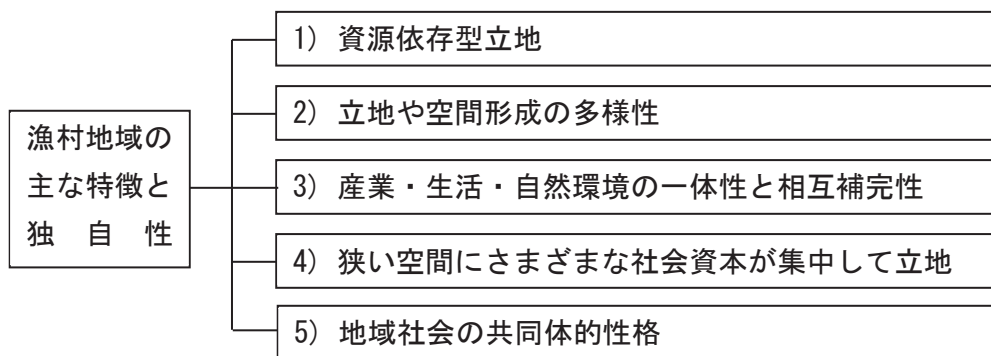 漁村地域の
主な特徴と
独自性
1) 資源依存型立地
2) 立地や空間形成の多様性
3) 産業・生活・自然環境の一体性と相互補完性
4) 狭い空間にさまざまな社会資本が集中して立地
5) 地域社会の共同体的性格